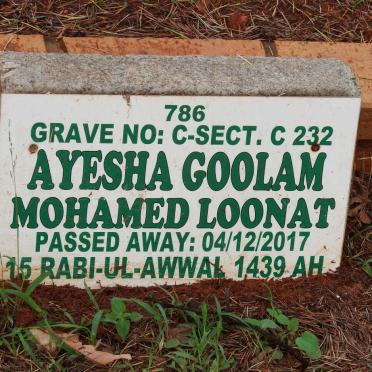 786
GRAVE NO: C-SECT. C 232
AYESHA GOOLAM
MOHAMED LOONAT
PASSED AWAY: 04/12/2017
15 RABI-UL-AWWAL 1439 AH